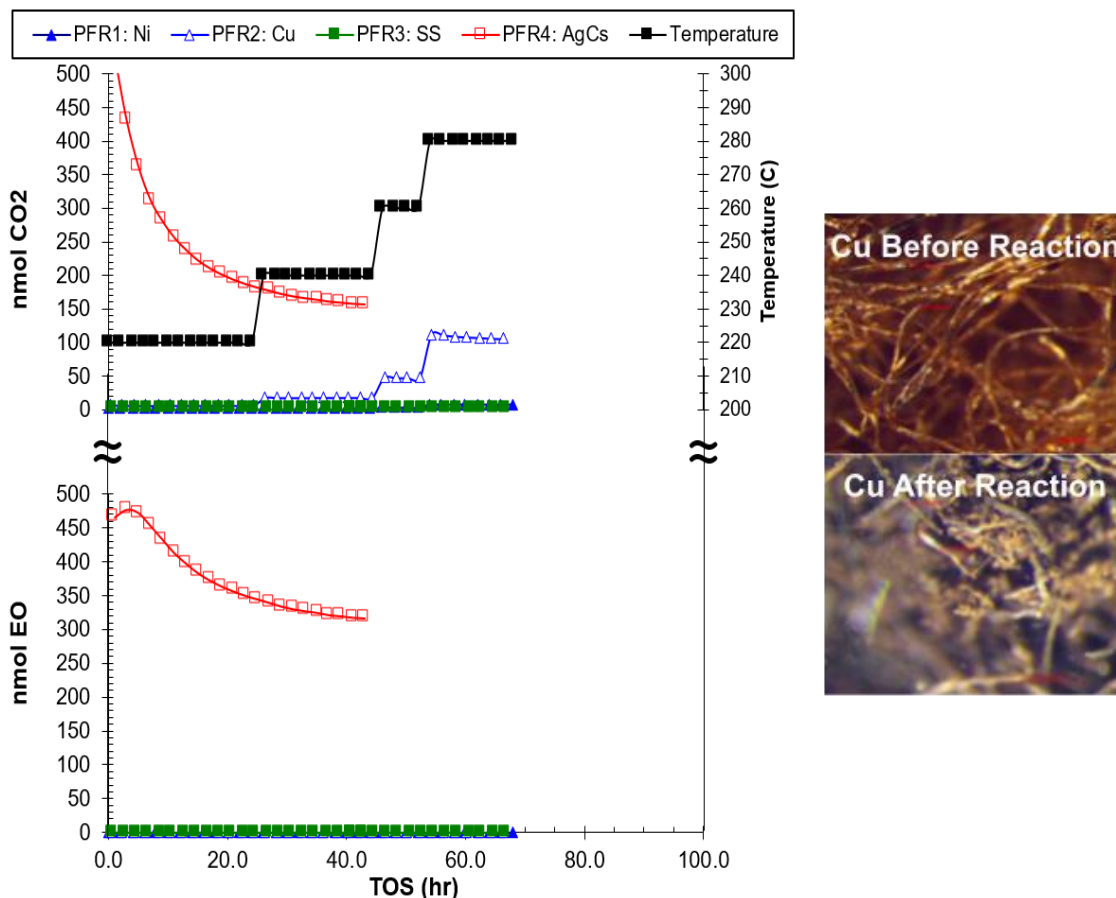 PFR1: Ni PFR2: Cu PFR3: SS PFR4: AgCs Temperature
500 300
450 290
400 280
350 270
300 260
250 250
200 240
150 230
100 220
50 210
0 200
nmol CO2
Temperature (C)
500
450
400
350
300
250
200
150
100
50
0
nmol EO
0.0 20.0 40.0 60.0 80.0 100.0
TOS (hr)
Cu Before Reaction
Cu After Reaction